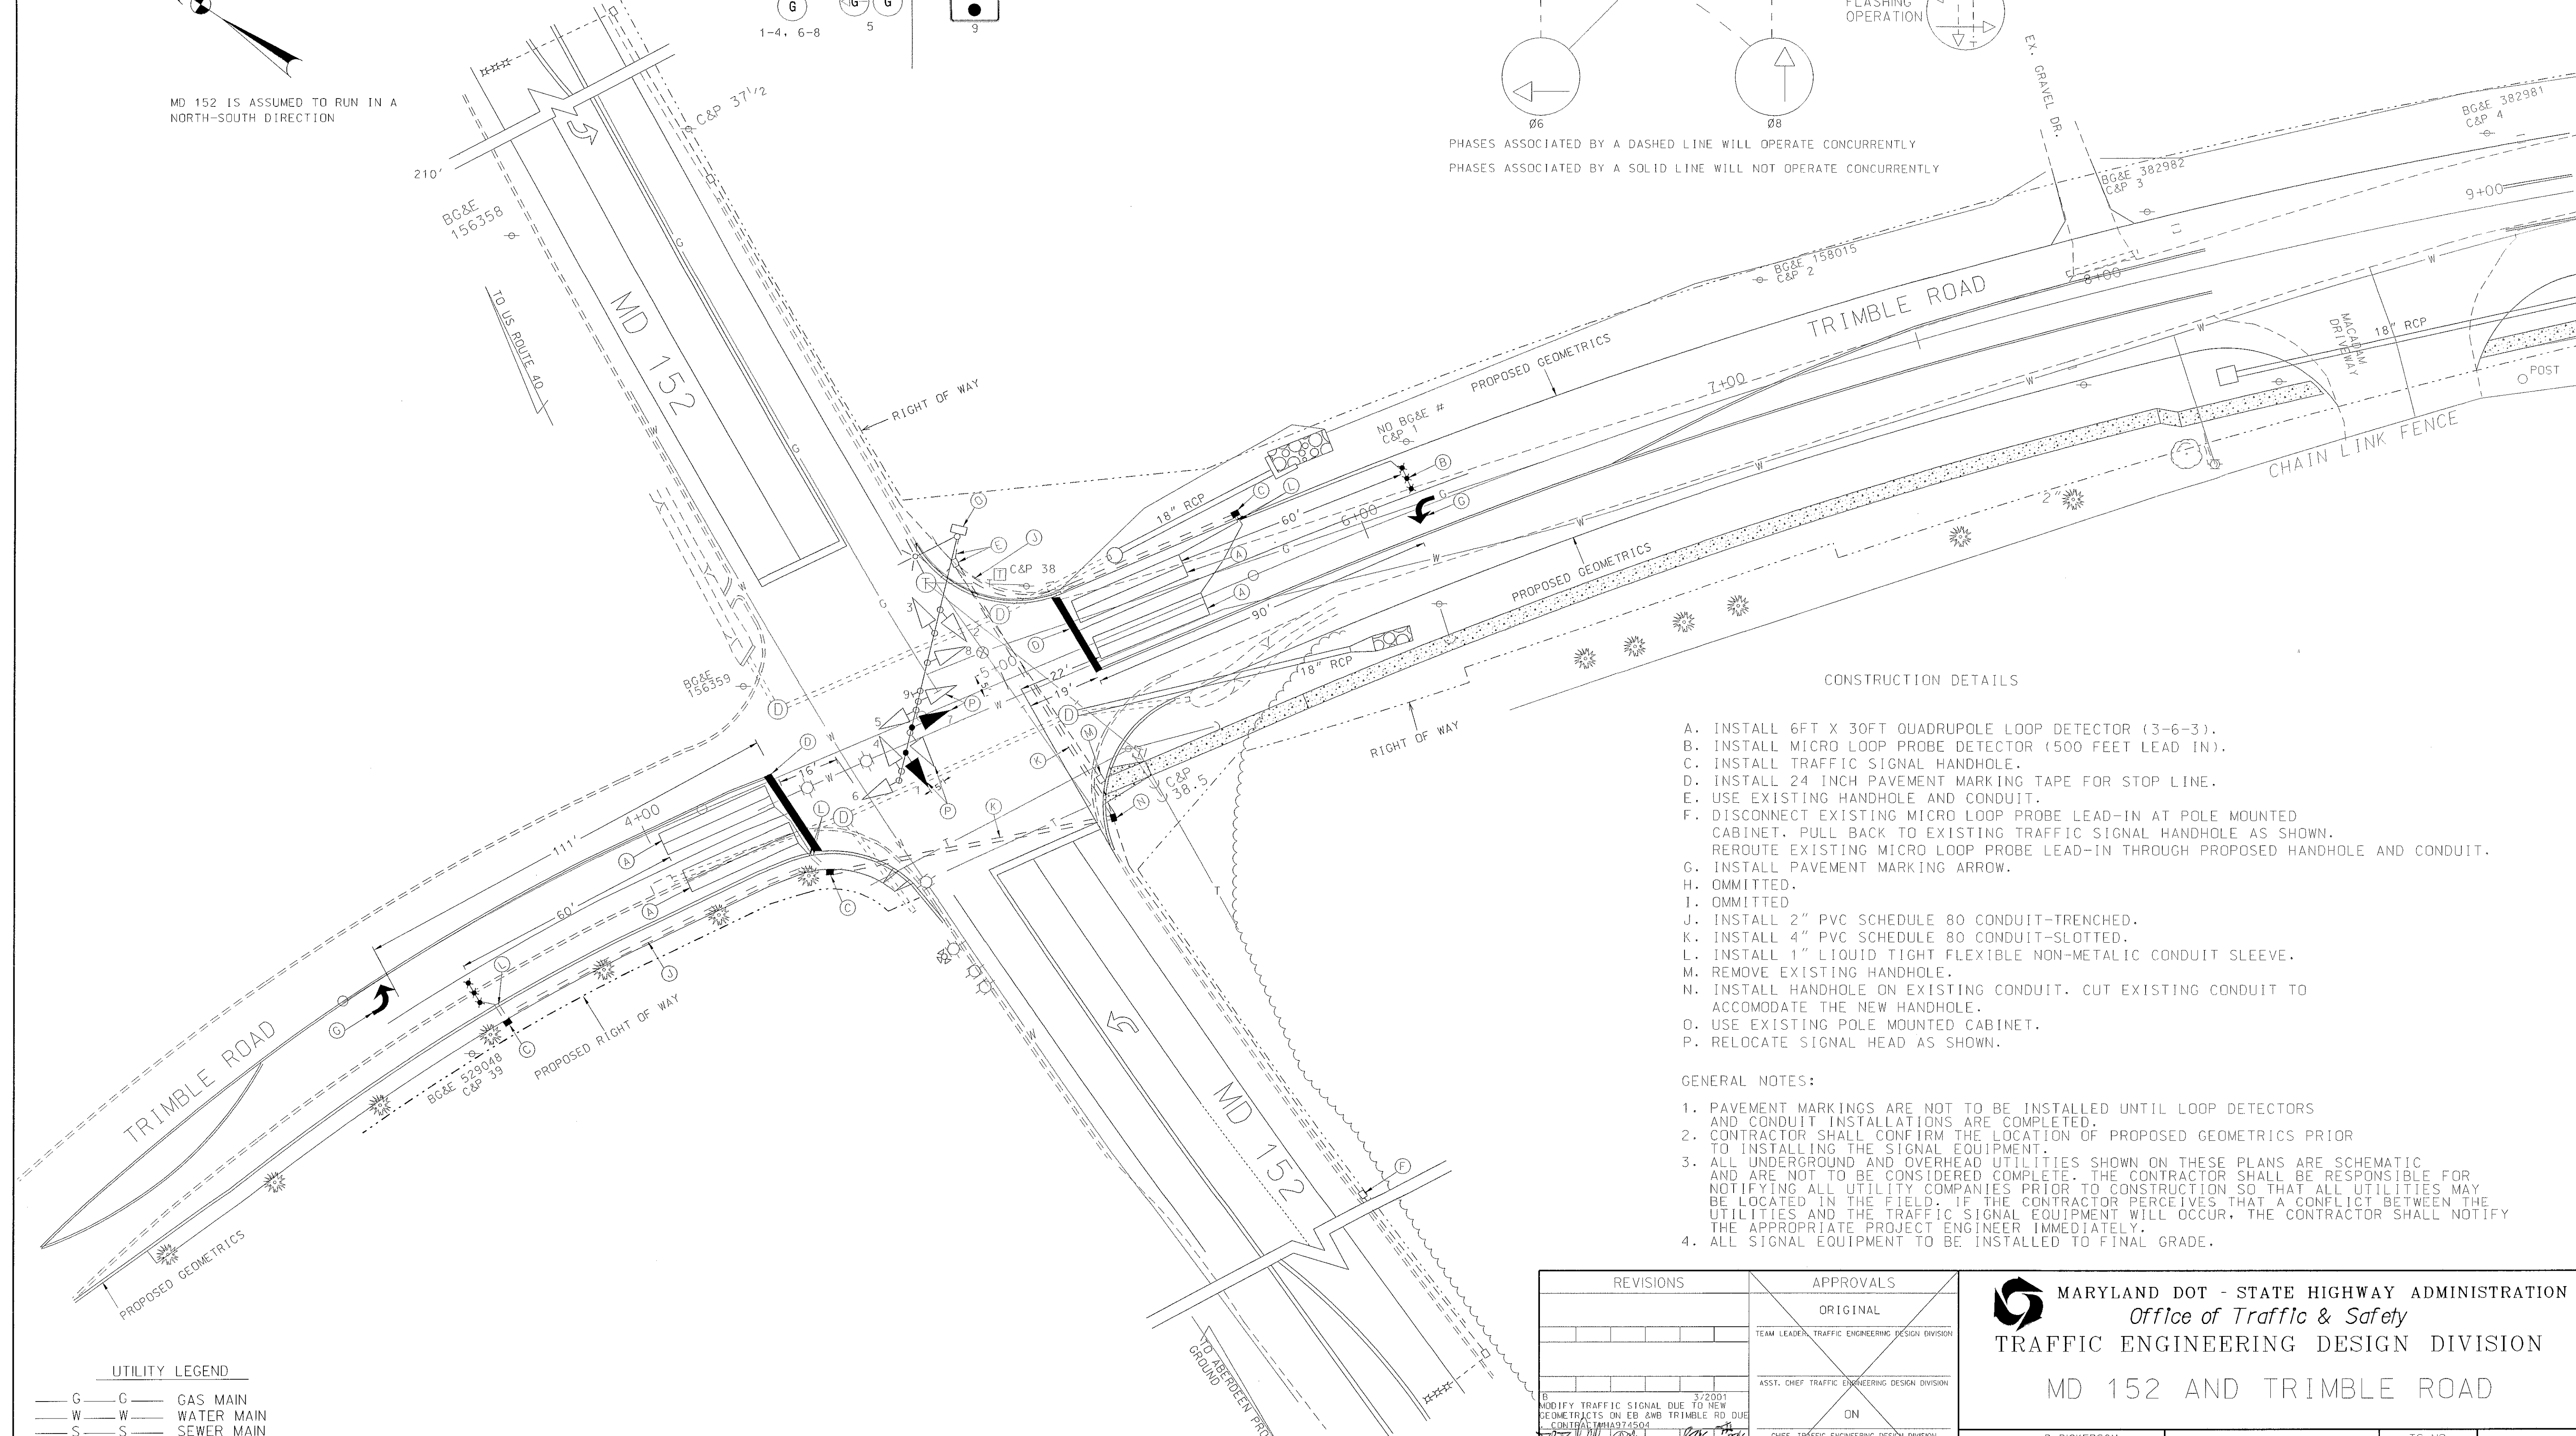 G
G
G
1-4, 6-8
5
9
FLASHING
OPERATION
MD 152 IS ASSUMED TO RUN IN A
NORTH-SOUTH DIRECTION
Ø6
Ø8
PHASES ASSOCIATED BY A DASHED LINE WILL OPERATE CONCURRENTLY
PHASES ASSOCIATED BY A SOLID LINE WILL NOT OPERATE CONCURRENTLY
EX. GRAVEL DR.
BG&E 382981
C&P 4
BG&E 382982
C&P 3
9+00
C&P 37 1/2
210'
BG&E
156358
TO US ROUTE 40
MD 152
RIGHT OF WAY
BG&E 158015
C&P 2
TRIMBLE ROAD
8+00
PROPOSED GEOMETRICS
7+00
MACADAM
DRIVEWAY
18" RCP
POST
CHAIN LINK FENCE
2"
NO BG&E #
C&P 1
18" RCP
60'
6+00
90'
C&P 38
PROPOSED GEOMETRICS
5+00
22'
19'
18" RCP
RIGHT OF WAY
BG&E
156359
C&P
38.5
16'
111'
4+00
60'
TRIMBLE ROAD
BG&E 529048
C&P 39
PROPOSED RIGHT OF WAY
PROPOSED GEOMETRICS
MD 152
TO ABERDEEN PRO
GROUND
CONSTRUCTION DETAILS
A. INSTALL 6FT X 30FT QUADRUPOLE LOOP DETECTOR (3-6-3).
B. INSTALL MICRO LOOP PROBE DETECTOR (500 FEET LEAD IN).
C. INSTALL TRAFFIC SIGNAL HANDHOLE.
D. INSTALL 24 INCH PAVEMENT MARKING TAPE FOR STOP LINE.
E. USE EXISTING HANDHOLE AND CONDUIT.
F. DISCONNECT EXISTING MICRO LOOP PROBE LEAD-IN AT POLE MOUNTED
CABINET. PULL BACK TO EXISTING TRAFFIC SIGNAL HANDHOLE AS SHOWN.
REROUTE EXISTING MICRO LOOP PROBE LEAD-IN THROUGH PROPOSED HANDHOLE AND CONDUIT.
G. INSTALL PAVEMENT MARKING ARROW.
H. OMMITTED.
I. OMMITTED
J. INSTALL 2" PVC SCHEDULE 80 CONDUIT-TRENCHED.
K. INSTALL 4" PVC SCHEDULE 80 CONDUIT-SLOTTED.
L. INSTALL 1" LIQUID TIGHT FLEXIBLE NON-METALIC CONDUIT SLEEVE.
M. REMOVE EXISTING HANDHOLE.
N. INSTALL HANDHOLE ON EXISTING CONDUIT. CUT EXISTING CONDUIT TO
ACCOMODATE THE NEW HANDHOLE.
O. USE EXISTING POLE MOUNTED CABINET.
P. RELOCATE SIGNAL HEAD AS SHOWN.
GENERAL NOTES:
1. PAVEMENT MARKINGS ARE NOT TO BE INSTALLED UNTIL LOOP DETECTORS
AND CONDUIT INSTALLATIONS ARE COMPLETED.
2. CONTRACTOR SHALL CONFIRM THE LOCATION OF PROPOSED GEOMETRICS PRIOR
TO INSTALLING THE SIGNAL EQUIPMENT.
3. ALL UNDERGROUND AND OVERHEAD UTILITIES SHOWN ON THESE PLANS ARE SCHEMATIC
AND ARE NOT TO BE CONSIDERED COMPLETE. THE CONTRACTOR SHALL BE RESPONSIBLE FOR
NOTIFYING ALL UTILITY COMPANIES PRIOR TO CONSTRUCTION SO THAT ALL UTILITIES MAY
BE LOCATED IN THE FIELD. IF THE CONTRACTOR PERCEIVES THAT A CONFLICT BETWEEN THE
UTILITIES AND THE TRAFFIC SIGNAL EQUIPMENT WILL OCCUR, THE CONTRACTOR SHALL NOTIFY
THE APPROPRIATE PROJECT ENGINEER IMMEDIATELY.
4. ALL SIGNAL EQUIPMENT TO BE INSTALLED TO FINAL GRADE.
UTILITY LEGEND
G G GAS MAIN
W W WATER MAIN
S S SEWER MAIN
REVISIONS
B 3/2001
MODIFY TRAFFIC SIGNAL DUE TO NEW
GEOMETRICTS ON EB &WB TRIMBLE RD DUE
APPROVALS
ORIGINAL
TEAM LEADER, TRAFFIC ENGINEERING DESIGN DIVISION
ASST. CHIEF TRAFFIC ENGINEERING DESIGN DIVISION
ON
CHIEF, TRAFFIC ENGINEERING DESIGN DIVISION
MARYLAND DOT - STATE HIGHWAY ADMINISTRATION
Office of Traffic & Safety
TRAFFIC ENGINEERING DESIGN DIVISION
MD 152 AND TRIMBLE ROAD